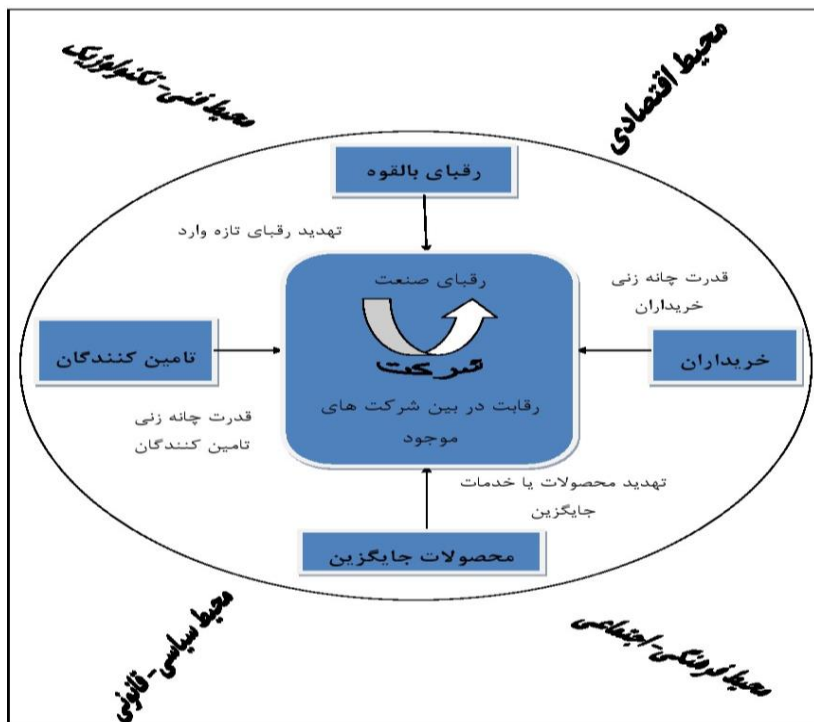 محیط اقتصادی
محیط فنی-تکنولوژیک
رقبای بالقوه
تهدید رقبای تازه وارد
رقبای صنعت
شرکت
رقابت در بین شرکت های
موجود
قدرت چانه زنی
خریداران
خریداران
تامین کنندگان
قدرت چانه زنی
تامین کنندگان
تهدید محصولات یا خدمات
جایگزین
محصولات جایگزین
محیط فرهنگی-اجتماعی
محیط سیاسی-قانونی